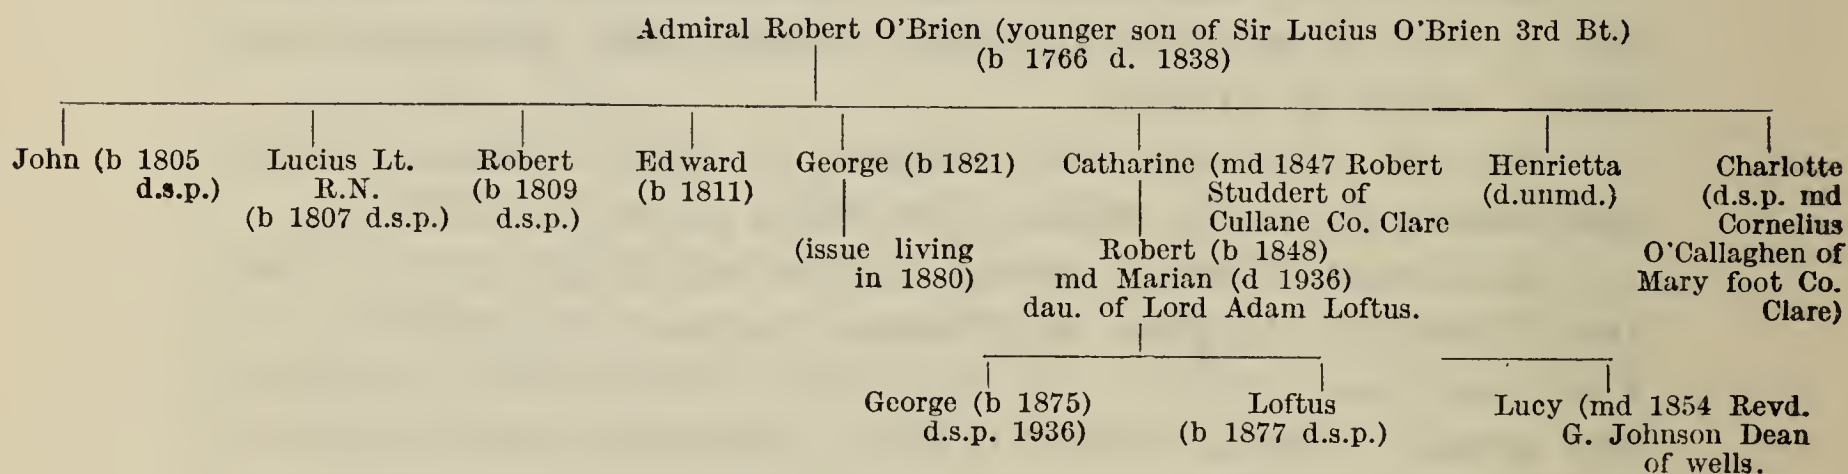 Admiral Robert O'Brien (younger son of Sir Lucius O'Brien 3rd Bt.)
(b 1766 d. 1838)
John (b 1805
d.s.p.)
Lucius Lt.
R.N.
(b 1807 d.s.p.)
Robert
(b 1809
d.s.p.)
Edward
(b 1811)
George (b 1821)
(issue living
in 1880)
Catharine (md 1847 Robert
Studdert of
Cullane Co. Clare
Robert (b 1848)
md Marian (d 1936)
dau. of Lord Adam Loftus.
Henrietta
(d.unmd.)
Charlotte
(d.s.p. md
Cornelius
O'Callaghen of
Mary foot Co.
Clare)
George (b 1875)
d.s.p. 1936)
Loftus
(b 1877 d.s.p.)
Lucy (md 1854 Revd.
G. Johnson Dean
of wells.